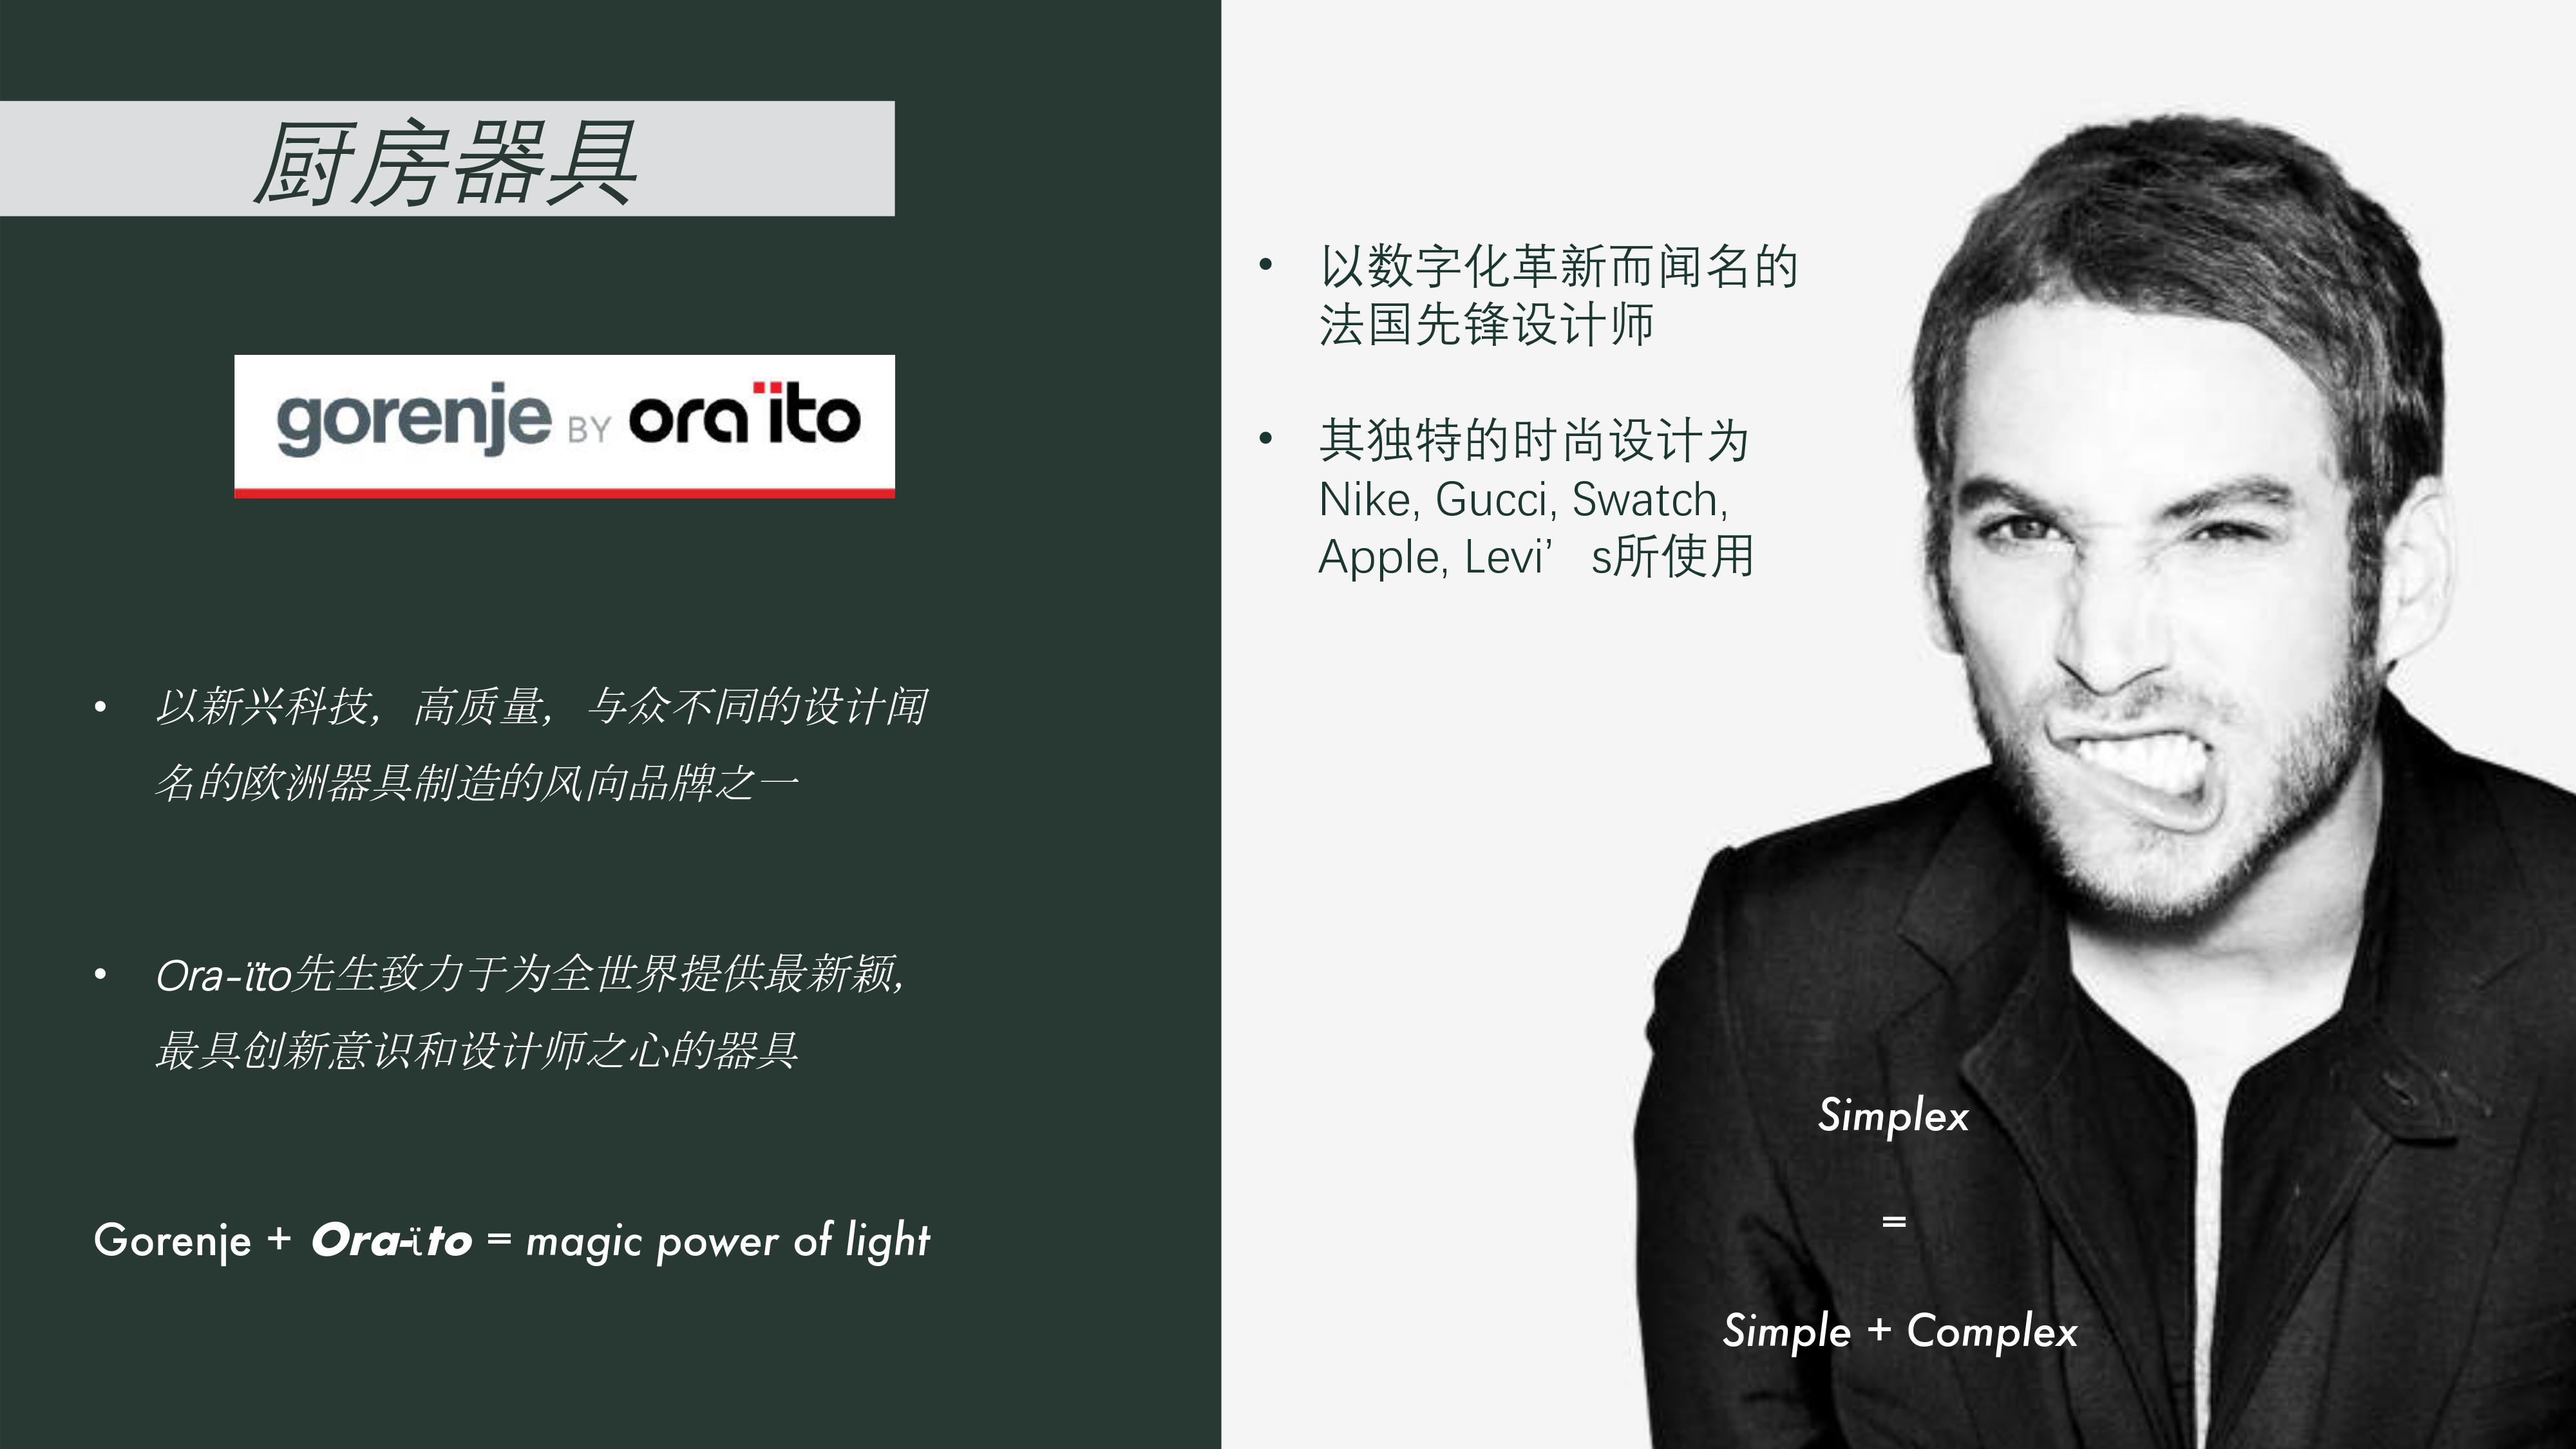 厨房器具
gorenje BY ora ïto
以新兴科技，高质量，与众不同的设计闻
名的欧洲器具制造的风向品牌之一
Ora-ïto先生致力于为全世界提供最新颖，
最具创新意识和设计师之心的器具
Gorenje + Ora-ïto = magic power of light
以数字化革新而闻名的
法国先锋设计师
其独特的时尚设计为
Nike, Gucci, Swatch,
Apple, Levi’s所使用
Simplex
=
Simple + Complex